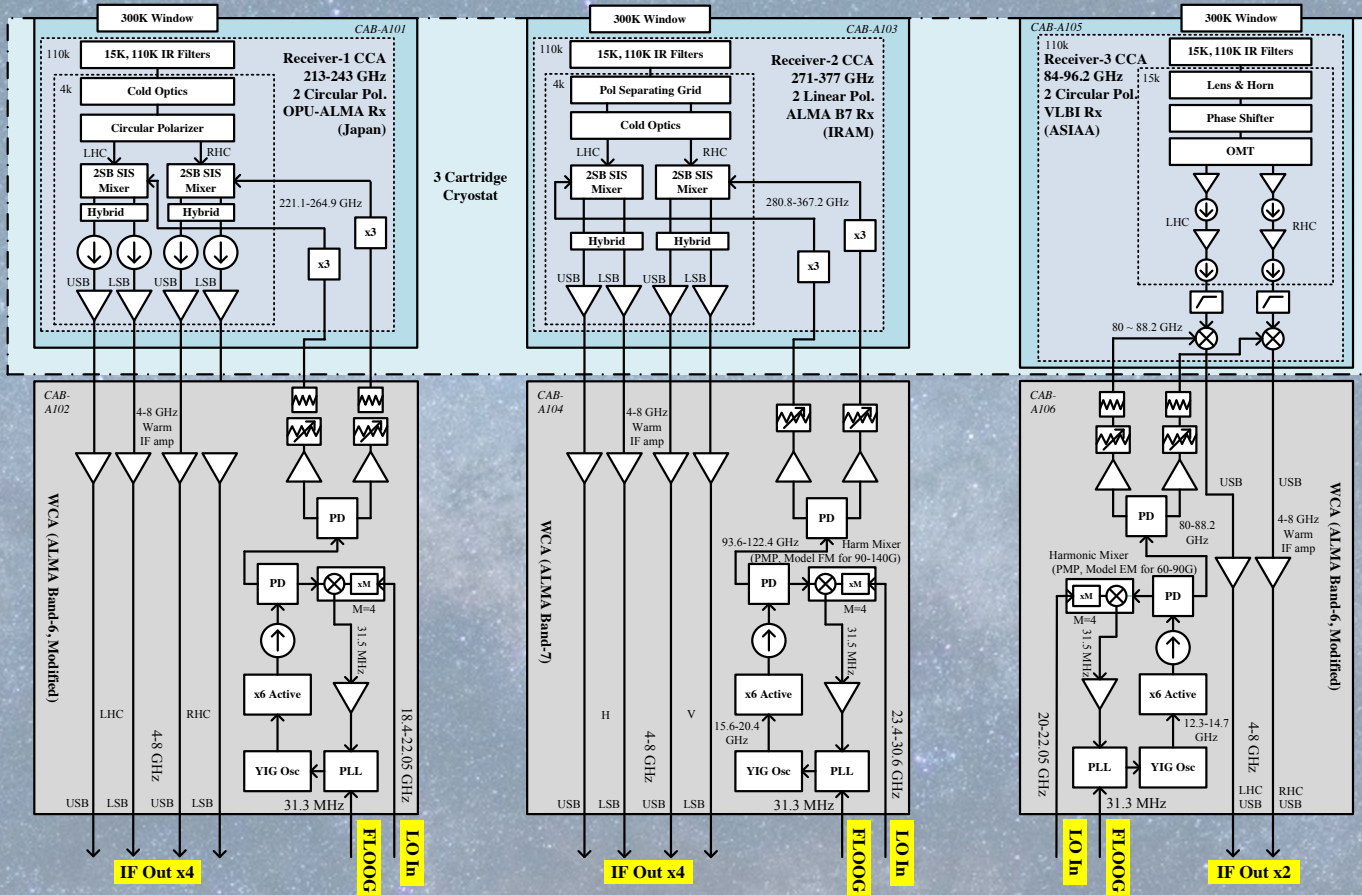 300K Window
CAB-A101
110k
15K, 110K IR Filters
Receiver-1 CCA
213-243 GHz
2 Circular Pol.
OPU-ALMA Rx
(Japan)
4k
Cold Optics
Circular Polarizer
LHC
RHC
2SB SIS
Mixer
2SB SIS
Mixer
Hybrid
Hybrid
221.1-264.9 GHz
x3
x3
USB
LSB
USB
LSB
3 Cartridge
Cryostat
300K Window
CAB-A103
110k
15K, 110K IR Filters
Receiver-2 CCA
271-377 GHz
2 Linear Pol.
ALMA B7 Rx
(IRAM)
4k
Pol Separating Grid
Cold Optics
LHC
RHC
2SB SIS
Mixer
2SB SIS
Mixer
Hybrid
Hybrid
280.8-367.2 GHz
x3
x3
USB
LSB
USB
LSB
300K Window
CAB-A105
110k
15K, 110K IR Filters
Receiver-3 CCA
84-96.2 GHz
2 Circular Pol.
VLBI Rx
(ASIAA)
15k
Lens & Horn
Phase Shifter
OMT
LHC
RHC
80 ~ 88.2 GHz
CAB-
A102
4-8 GHz
Warm
IF amp
WCA (ALMA Band-6, Modified)
PD
PD
xM
M=4
31.5 MHz
x6 Active
YIG Osc
PLL
31.3 MHz
18.4-22.05 GHz
LHC
RHC
4-8 GHz
USB
LSB
USB
LSB
IF Out x4
FLOOG
LO In
CAB-
A104
4-8 GHz
Warm
IF amp
WCA (ALMA Band-7)
PD
93.6-122.4 GHz
Harm Mixer
(PMP, Model FM for 90-140G)
PD
xM
M=4
31.5 MHz
x6 Active
15.6-20.4
GHz
YIG Osc
PLL
31.3 MHz
23.4-30.6 GHz
H
V
4-8 GHz
USB
LSB
USB
LSB
IF Out x4
FLOOG
LO In
CAB-
A106
USB
USB
WCA (ALMA Band-6, Modified)
PD
80-88.2
GHz
4-8 GHz
Warm
IF amp
Harmonic Mixer
(PMP, Model EM for 60-90G)
xM
PD
M=4
31.5 MHz
x6 Active
12.3-14.7
GHz
20-22.05 GHz
PLL
YIG Osc
31.3 MHz
4-8 GHz
LHC
USB
RHC
USB
LO In
FLOOG
IF Out x2